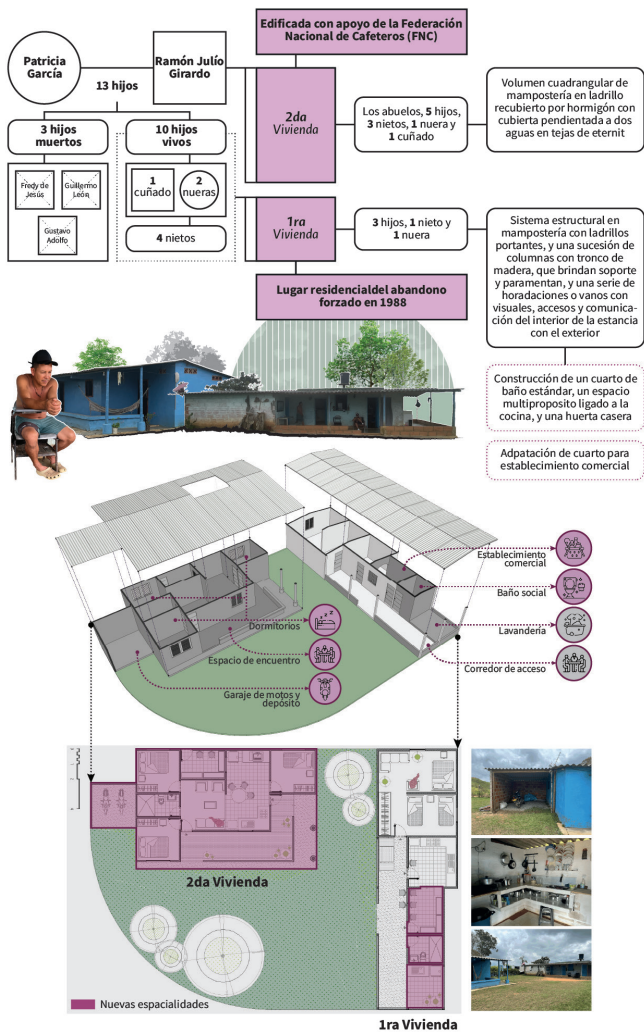 Edificada con apoyo de la Federación
Nacional de Cafeteros (FNC)
Patricia
García
Ramón Julío
Girardo
13 hijos
3 hijos
muertos
10 hijos
vivos
Fredy de
Jesús
Guillermo
León
Gustavo
Adolfo
1
cuñado
2
nueras
4 nietos
2da
Vivienda
Los abuelos, 5 hijos,
3 nietos, 1 nuera y
1 cuñado
Volumen cuadrangular de
mampostería en ladrillo
recubierto por hormigón con
cubierta pendientada a dos
aguas en tejas de eternit
1ra
Vivienda
3 hijos, 1 nieto y
1 nuera
Sistema estructural en
mampostería con ladrillos
portantes, y una sucesión de
columnas con tronco de
madera, que brindan soporte
y paramentan, y una serie de
horadaciones o vanos con
visuales, accesos y comunica-
ción del interior de la estancia
con el exterior
Lugar residencialdel abandono
forzado en 1988
Construcción de un cuarto de
baño estándar, un espacio
multiproposito ligado a la
cocina, y una huerta casera
Adpatación de cuarto para
establecimiento comercial
Establecimiento
comercial
Baño social
Lavandería
Corredor de acceso
Dormitorios
Espacio de encuentro
Garaje de motos y
depósito
2da Vivienda
Nuevas espacialidades
1ra Vivienda